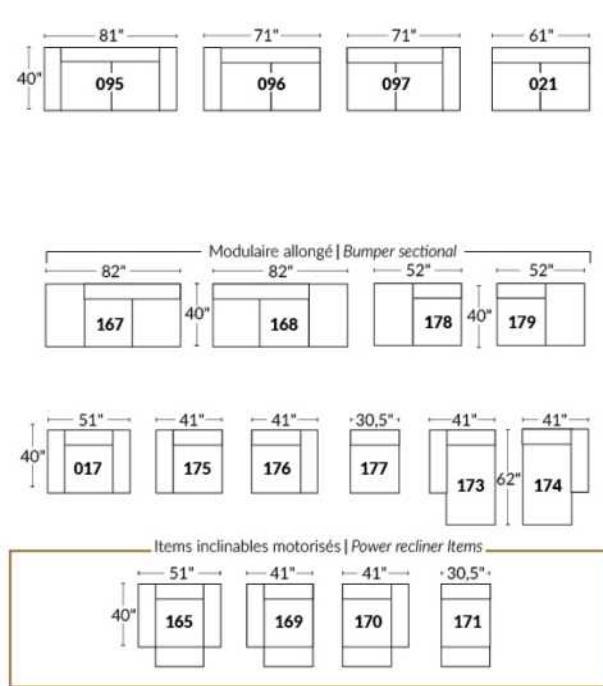 81" 71" 71" 61"
40" 095 096 097 021
Modulaire allongé | Bumper sectional
82" 82" 52" 52"
167 40" 168 178 40" 179
51" 41" 41" 30,5" 41" 41"
40" 017 175 176 177 173 62" 174
Items inclinables motorisés | Power recliner Items
51" 41" 41" 30,5"
40" 165 169 170 171